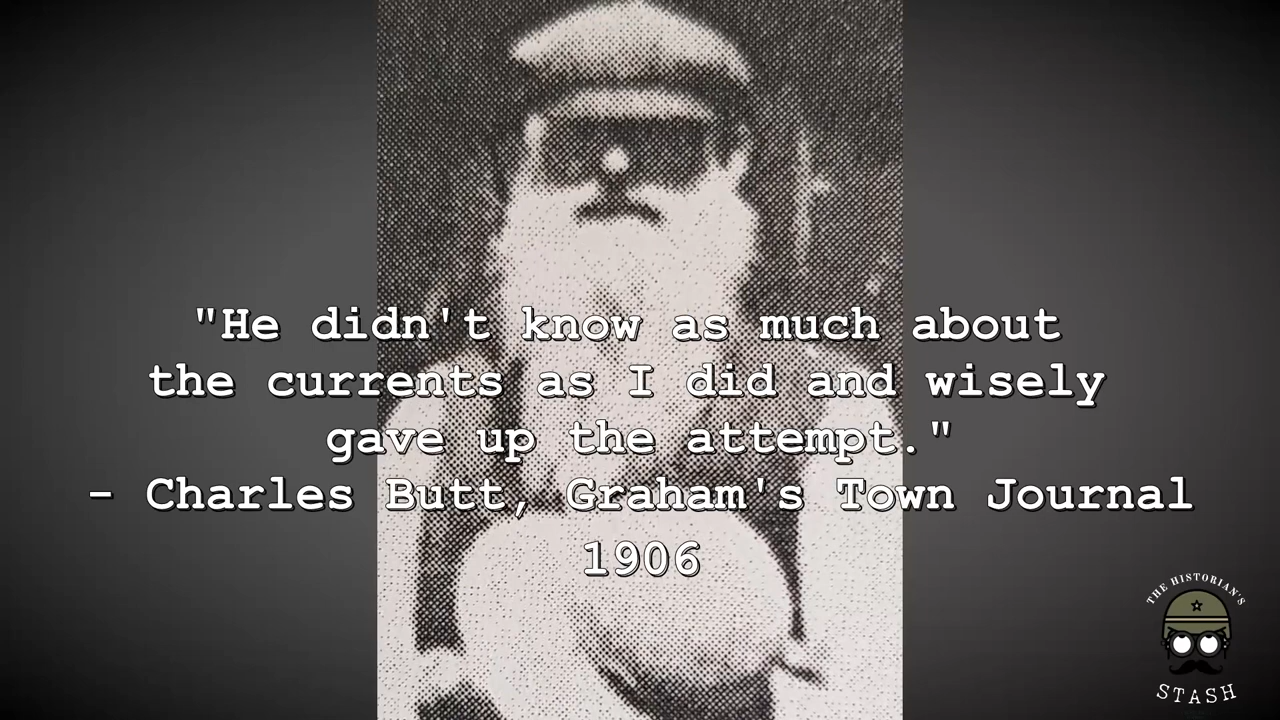 "He didn't know as much about
the currents as I did and wisely
gave up the attempt."
- Charles Butt, Graham's Town Journal
1906
THE HISTORIAN'S
STASH